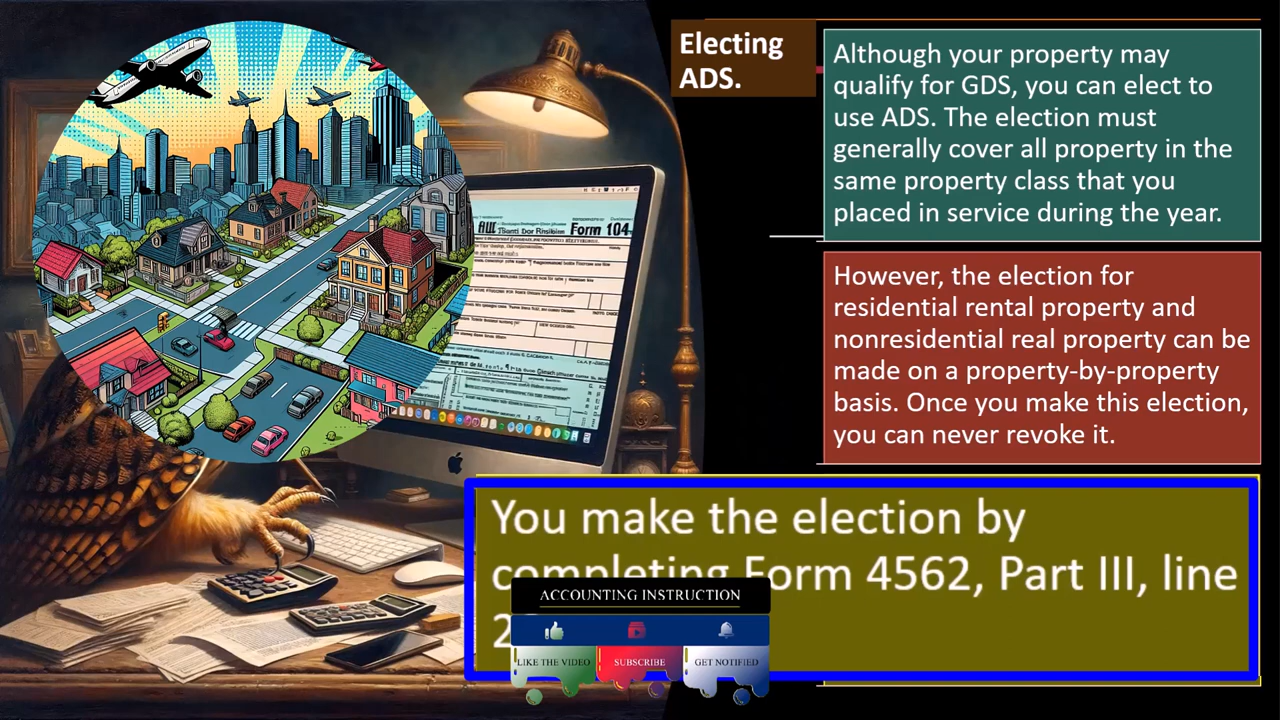 Electing
ADS.
Although your property may
qualify for GDS, you can elect to
use ADS. The election must
generally cover all property in the
same property class that you
placed in service during the year.
However, the election for
residential rental property and
nonresidential real property can be
made on a property-by-property
basis. Once you make this election,
you can never revoke it.
You make the election by
completing Form 4562, Part III, line
ACCOUNTING INSTRUCTION
LIKE THE VIDEO
SUBSCRIBE
GET NOTIFIED
Form 104